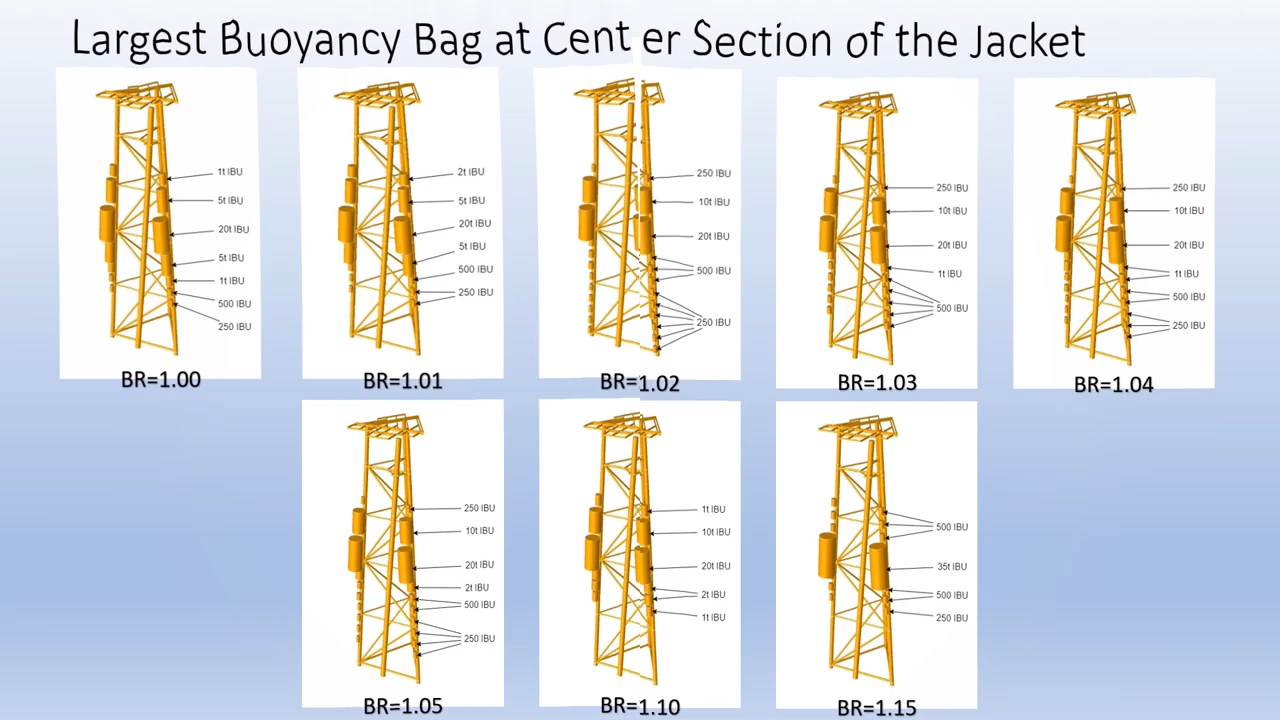 Largest Buoyancy Bag at Center Section of the Jacket
1t IBU
5t IBU
20t IBU
5t IBU
1t IBU
500 IBU
250 IBU
BR=1.00
2t IBU
5t IBU
20t IBU
5t IBU
500 IBU
250 IBU
BR=1.01
250 IBU
10t IBU
20t IBU
500 IBU
250 IBU
BR=1.02
250 IBU
10t IBU
20t IBU
1t IBU
500 IBU
BR=1.03
250 IBU
10t IBU
20t IBU
1t IBU
500 IBU
250 IBU
BR=1.04
250 IBU
10t IBU
20t IBU
2t IBU
500 IBU
250 IBU
BR=1.05
1t IBU
10t IBU
20t IBU
2t IBU
1t IBU
BR=1.10
500 IBU
35t IBU
500 IBU
250 IBU
BR=1.15